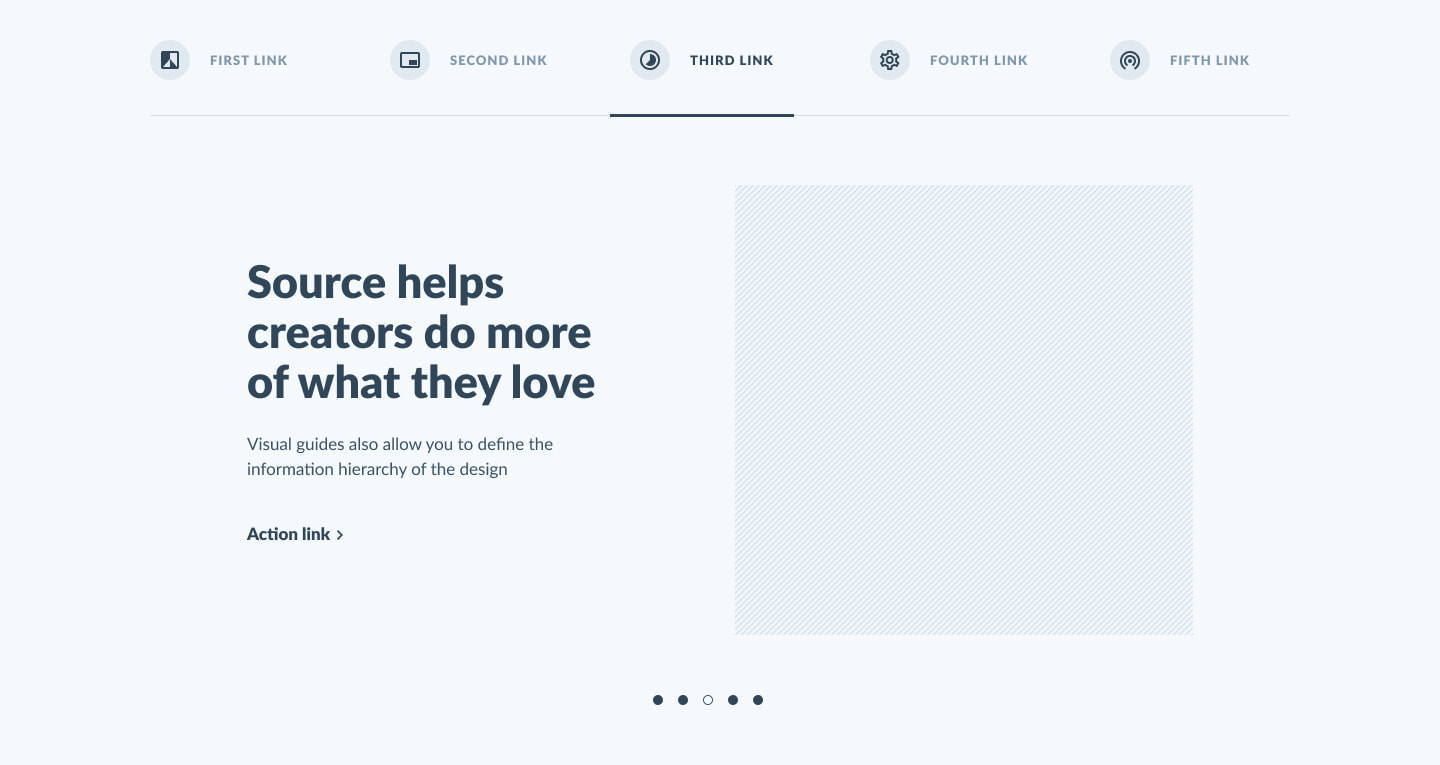 FIRST LINK
SECOND LINK
THIRD LINK
FOURTH LINK
FIFTH LINK
Source helps
creators do more
of what they love
Visual guides also allow you to define the
information hierarchy of the design
Action link